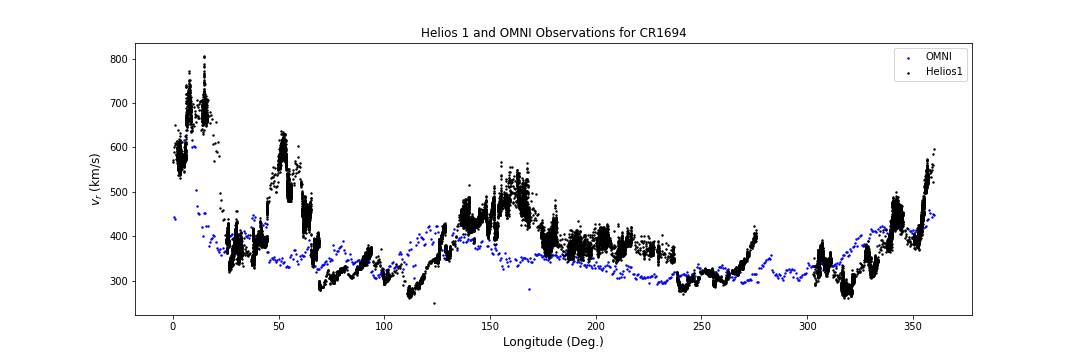 Helios 1 and OMNI Observations for CR1694
OMNI
Helios1
800
700
600
500
400
300
v_r (km/s)
0 50 100 150 200 250 300 350
Longitude (Deg.)